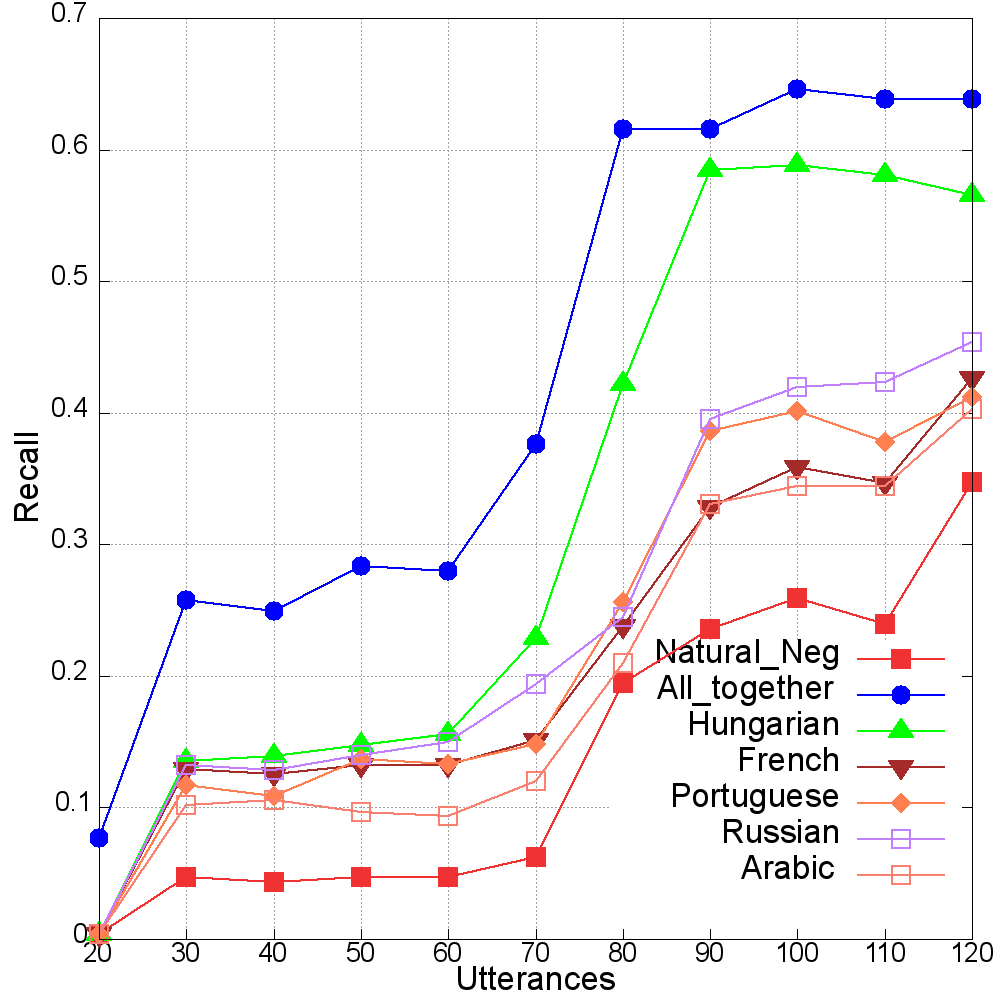 0.7
0.6
0.5
0.4
0.3
0.2
0.1
0
Recall
Natural_Neg
All_together
Hungarian
French
Portuguese
Russian
Arabic
20 30 40 50 60 70 80 90 100 110 120
Utterances